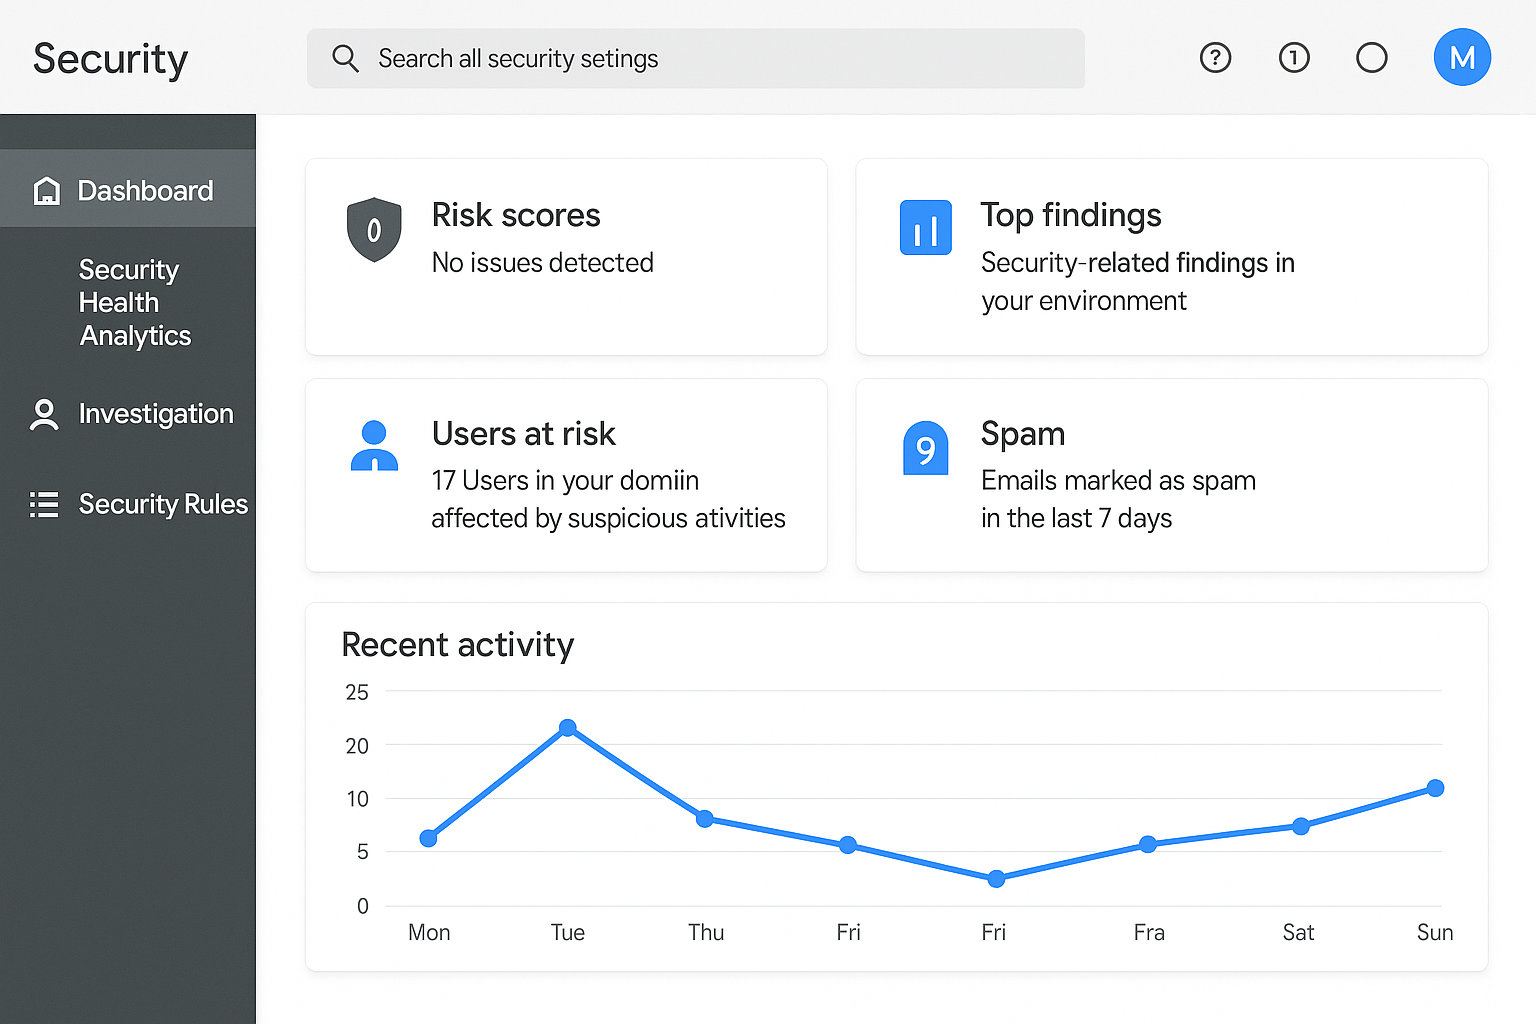 Security
Search all security setings
?
1
M
Dashboard
Security
Health
Analytics
Investigation
Security Rules
0
Risk scores
No issues detected
Top findings
Security-related findings in
your environment
Users at risk
17 Users in your domiin
affected by suspicious ativities
9
Spam
Emails marked as spam
in the last 7 days
Recent activity
25
20
10
5
0
Mon Tue Thu Fri Fri Fra Sat Sun